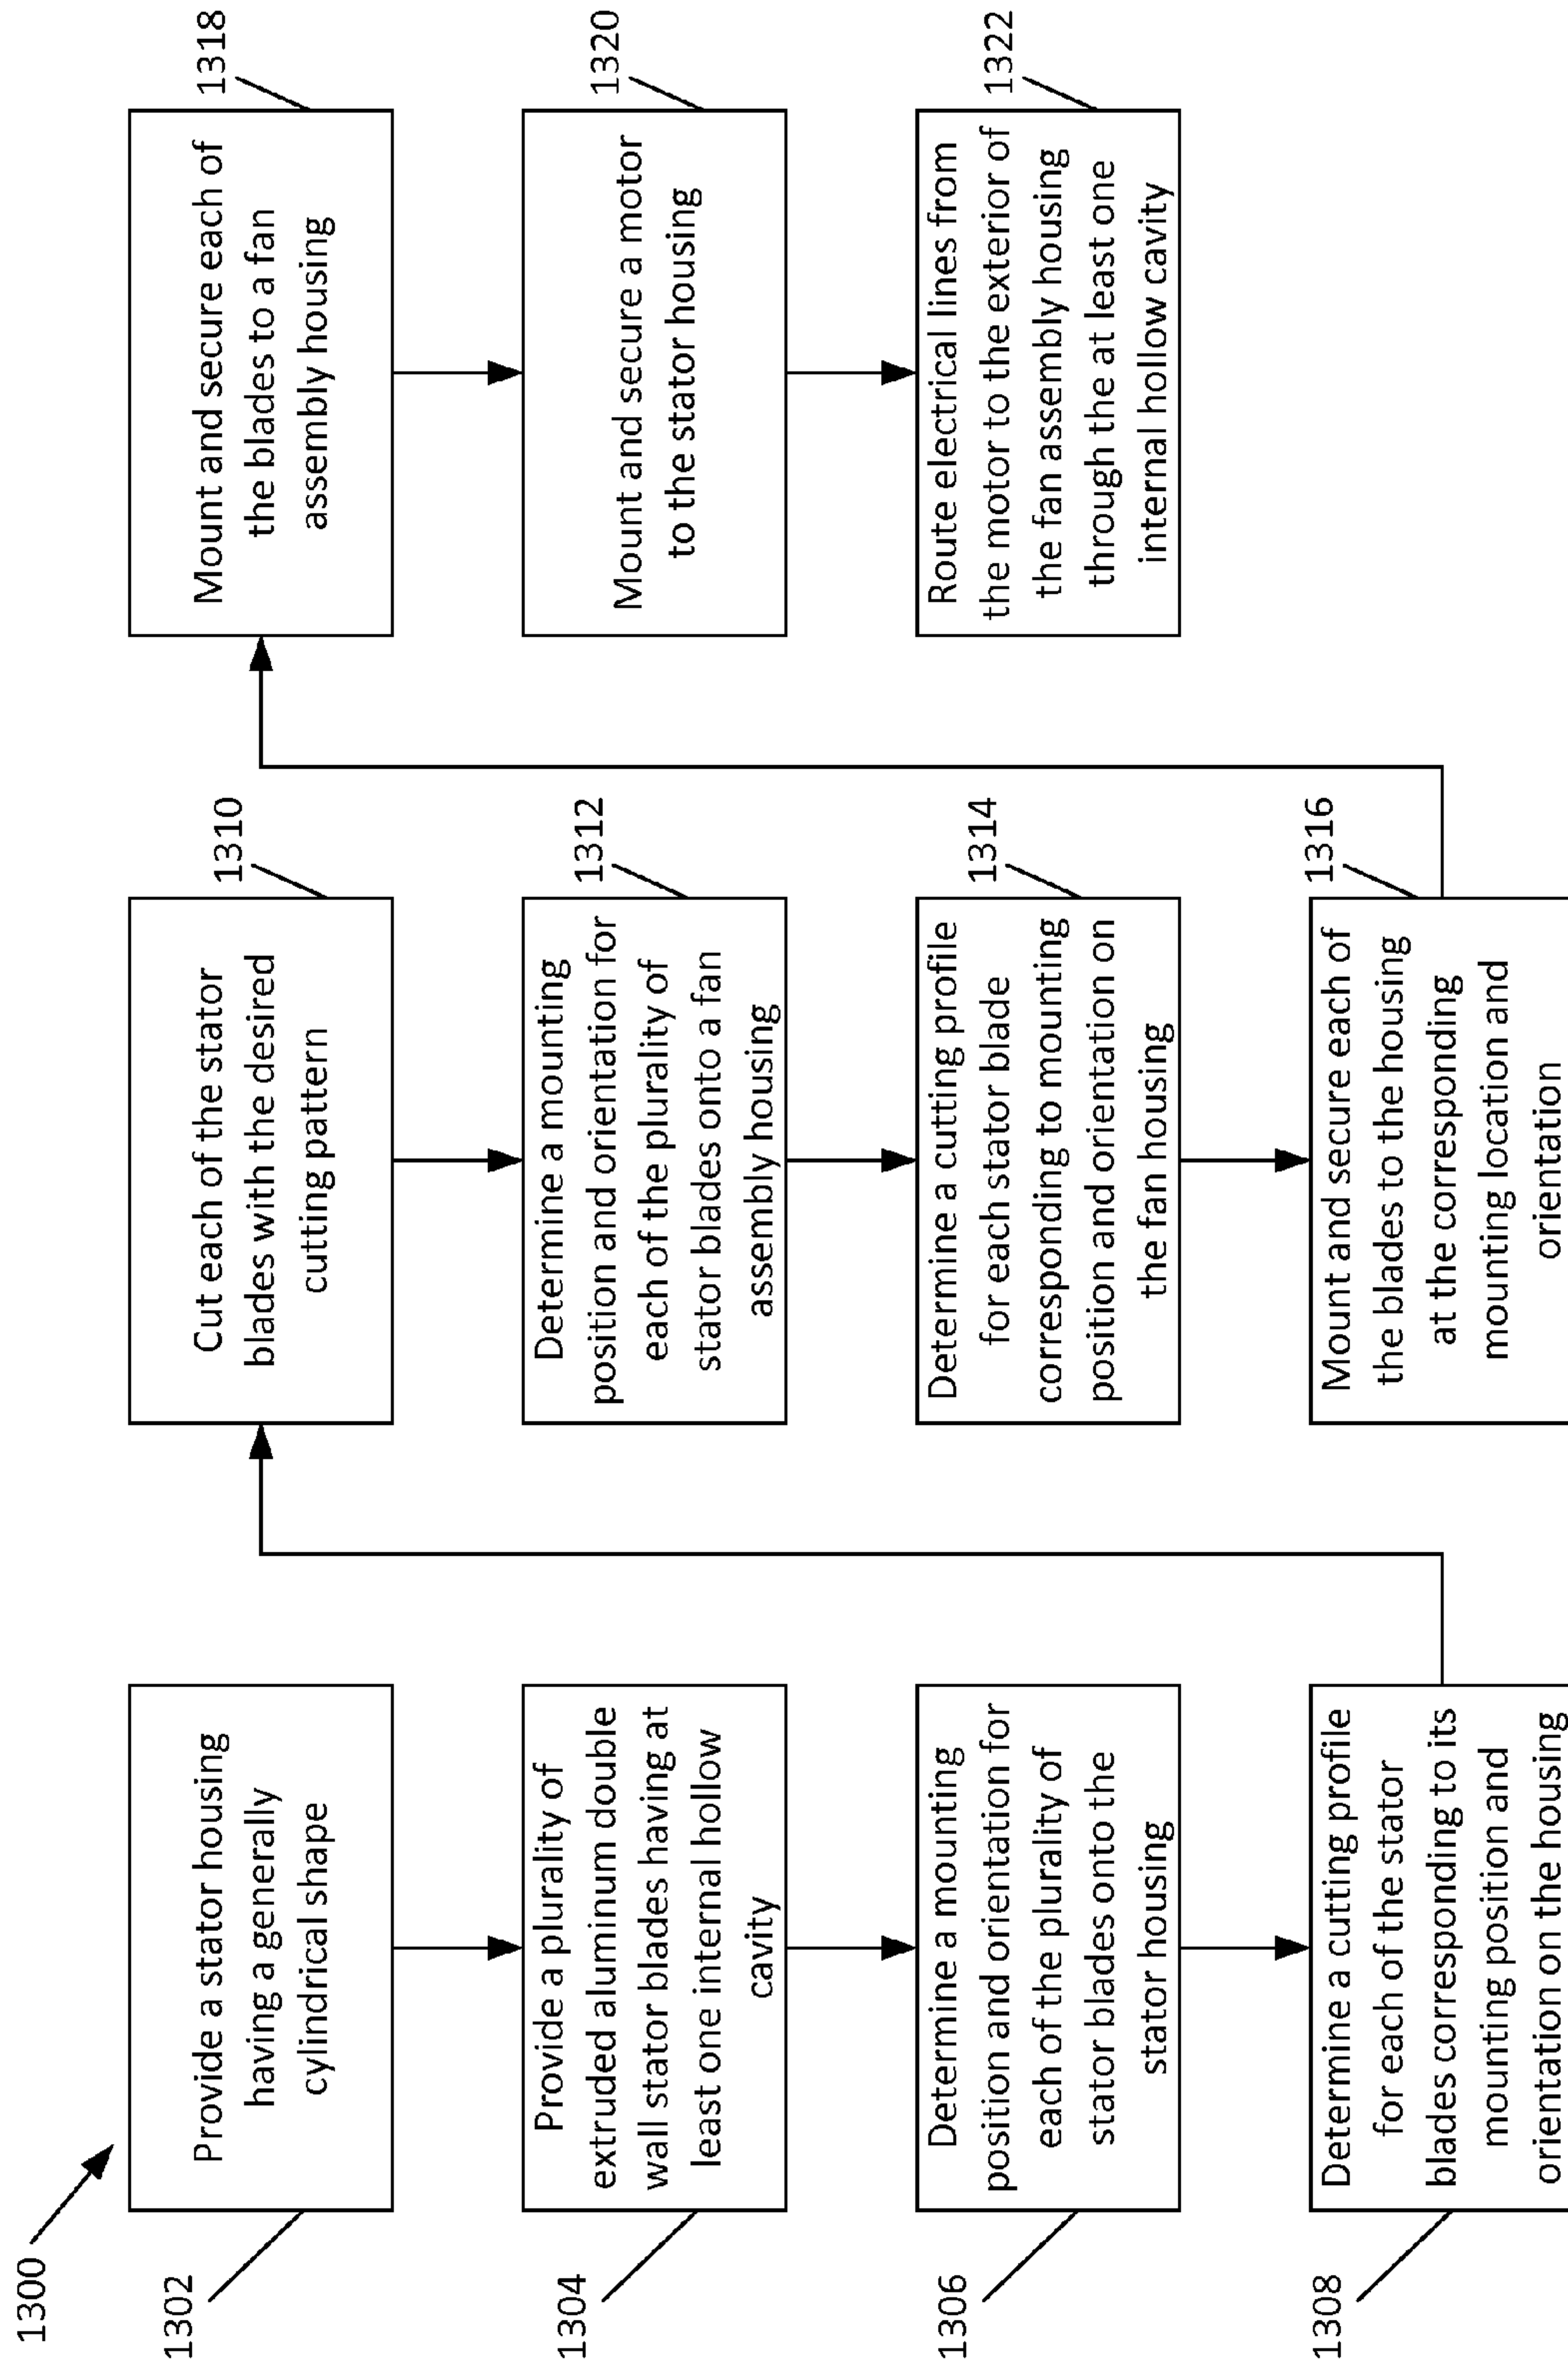 1300
1302
Provide a stator housing
having a generally
cylindrical shape
1304
Provide a plurality of
extruded aluminum double
wall stator blades having at
least one internal hollow
cavity
1306
Determine a mounting
position and orientation for
each of the plurality of
stator blades onto the
stator housing
1308
Determine a cutting profile
for each of the stator
blades corresponding to its
mounting position and
orientation on the housing
1310
Cut each of the stator
blades with the desired
cutting pattern
1312
Determine a mounting
position and orientation for
each of the plurality of
stator blades onto a fan
assembly housing
1314
Determine a cutting profile
for each stator blade
corresponding to mounting
position and orientation on
the fan housing
1316
Mount and secure each of
the blades to the housing
at the corresponding
mounting location and
orientation
1318
Mount and secure each of
the blades to a fan
assembly housing
1320
Mount and secure a motor
to the stator housing
1322
Route electrical lines from
the motor to the exterior of
the fan assembly housing
through the at least one
internal hollow cavity